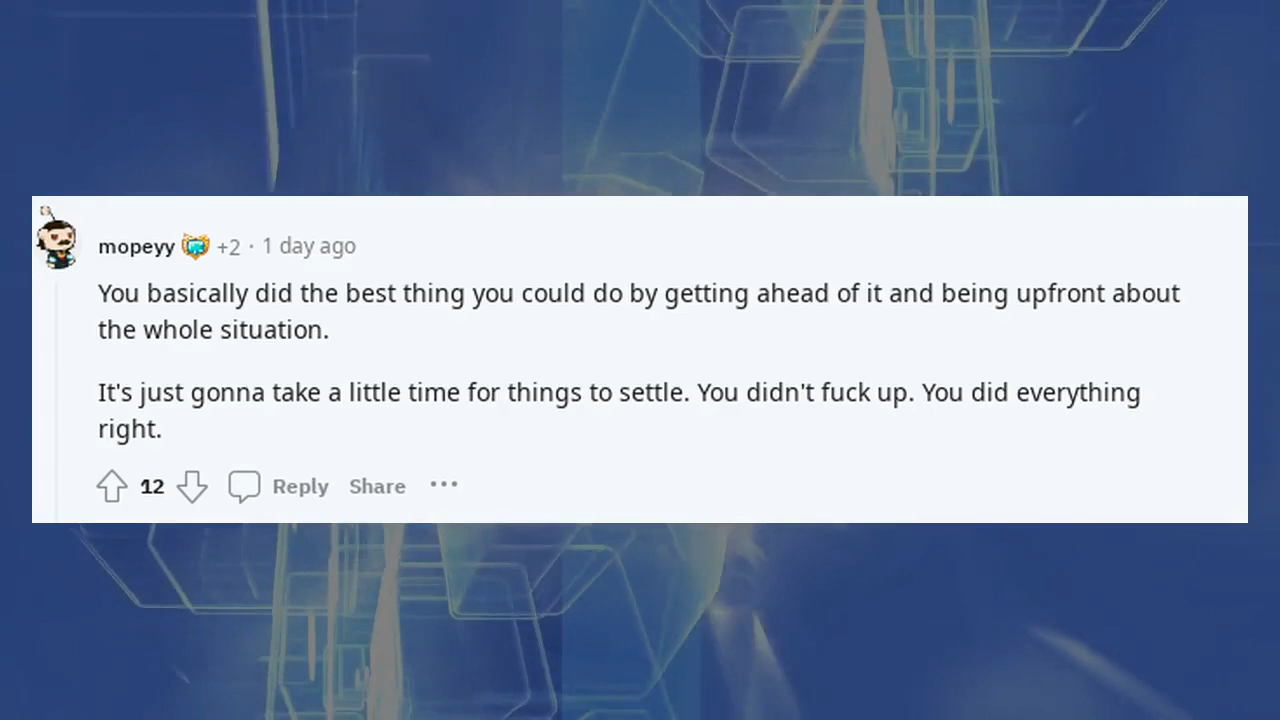 mopeyy +2 · 1 day ago
You basically did the best thing you could do by getting ahead of it and being upfront about
the whole situation.
It's just gonna take a little time for things to settle. You didn't fuck up. You did everything
right.
12 Reply Share ···